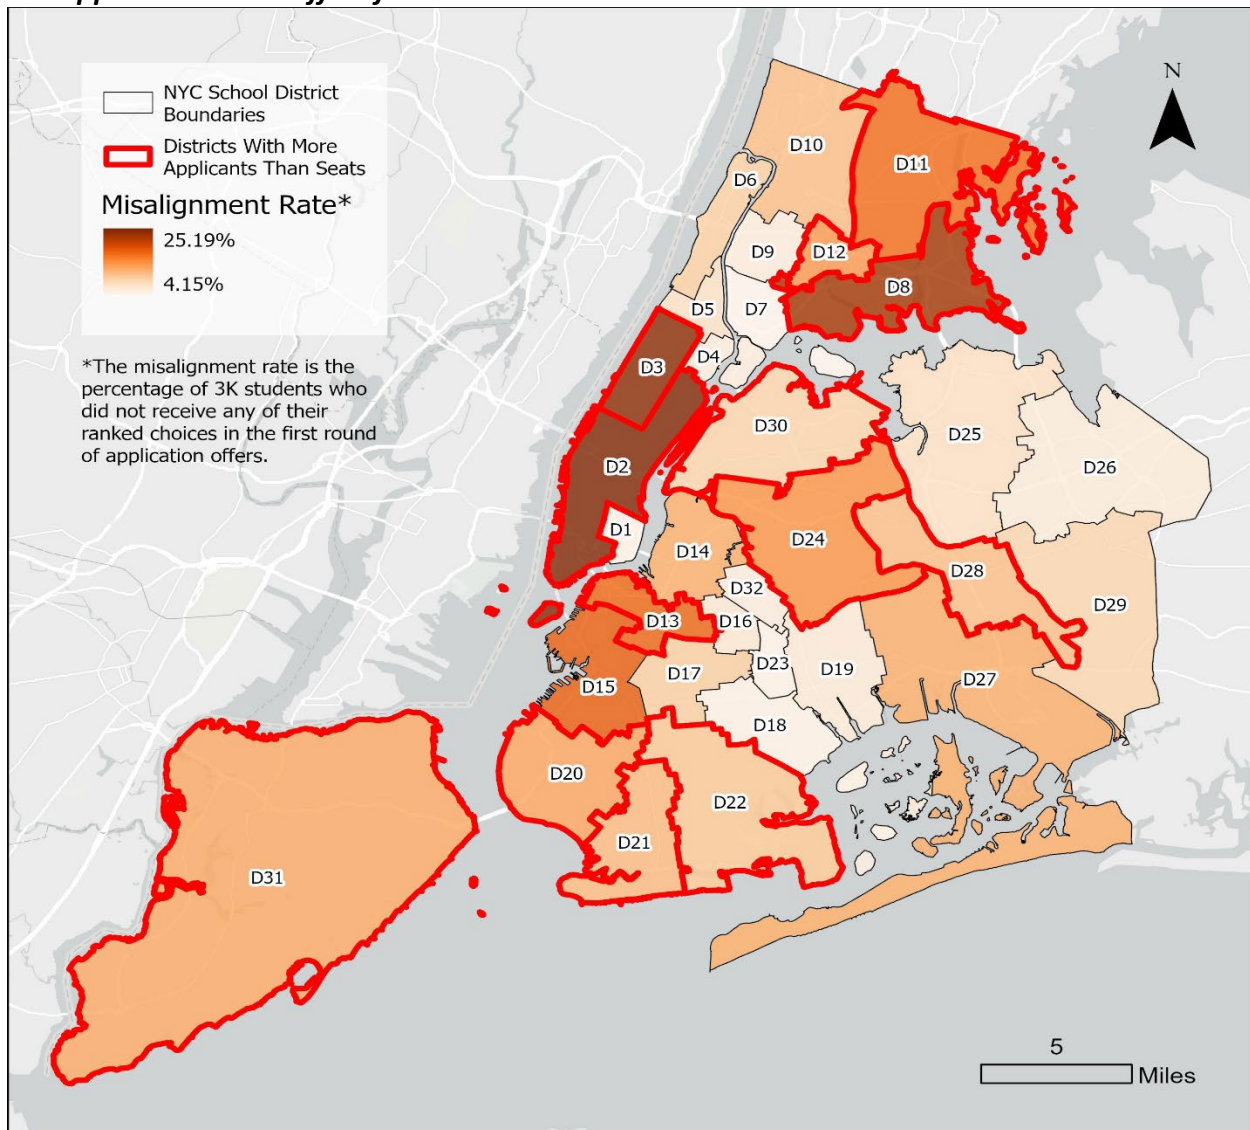 NYC School District
Boundaries
Districts With More
Applicants Than Seats
Misalignment Rate*
25.19%
4.15%
*The misalignment rate is the
percentage of 3K students who
did not receive any of their
ranked choices in the first round
of application offers.
N
D10
D11
D6
D9
D12
D8
D5
D7
D4
D3
D30
D25
D26
D2
D1
D14
D24
D28
D29
D32
D13
D16
D23
D19
D17
D27
D15
D18
D20
D22
D21
D31
5
Miles